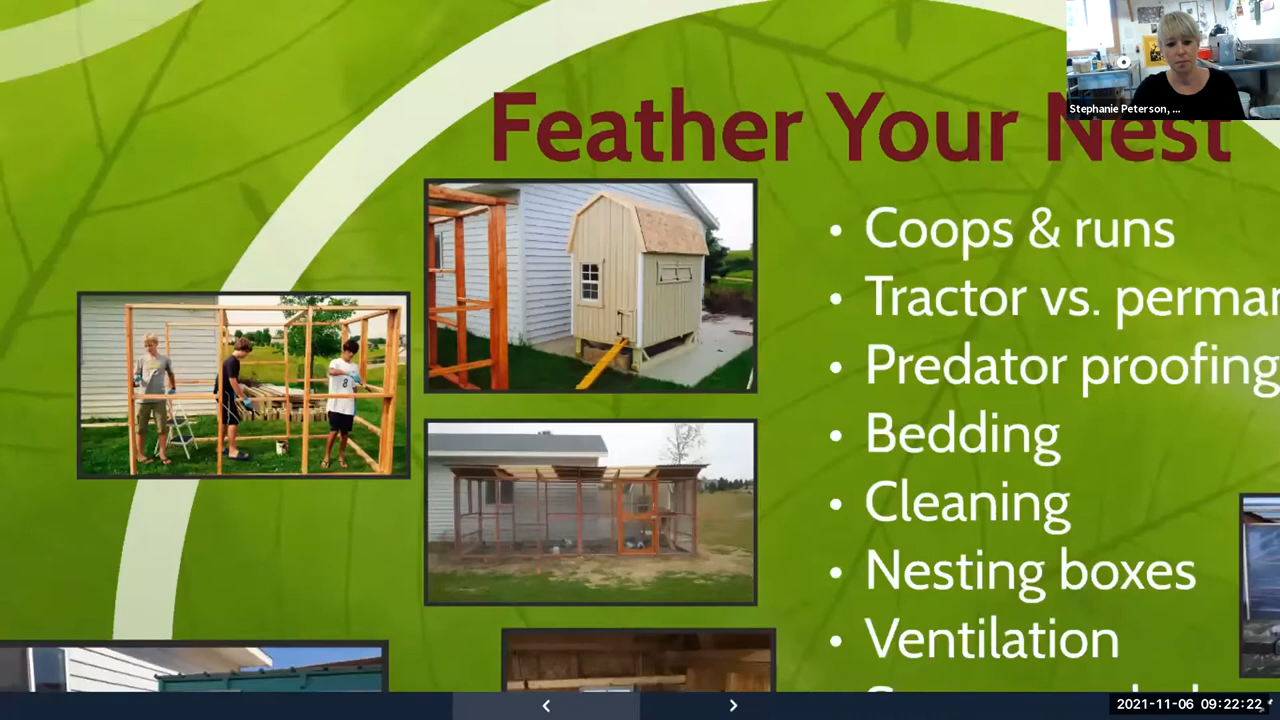 Stephanie Peterson, ...
Feather Your Nest
• Coops & runs
• Tractor vs.
• Predator proofing
• Bedding
• Cleaning
• Nesting boxes
• Ventilation
8
2021-11-06 09:22:22